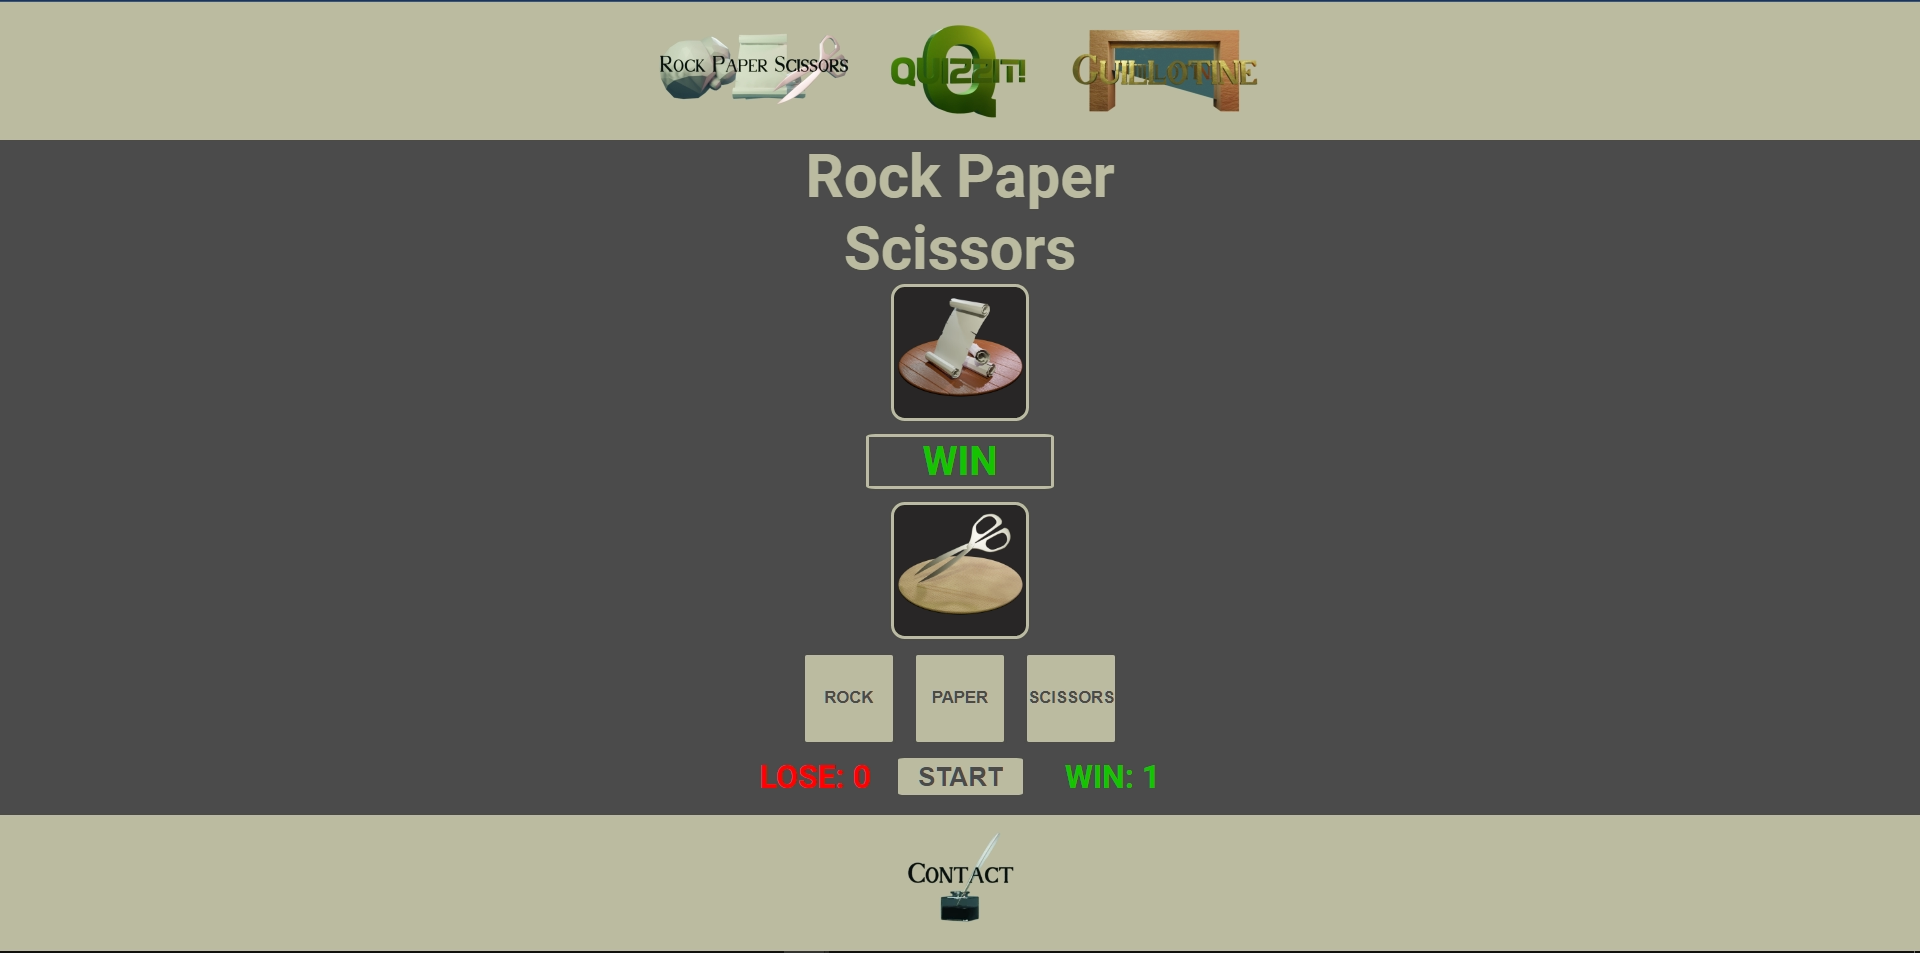 Rock Paper Scissors
QUIZZIT!
Q
GUILLOTINE
Rock Paper
Scissors
WIN
ROCK
PAPER
SCISSORS
LOSE: 0
START
WIN: 1
CONTACT